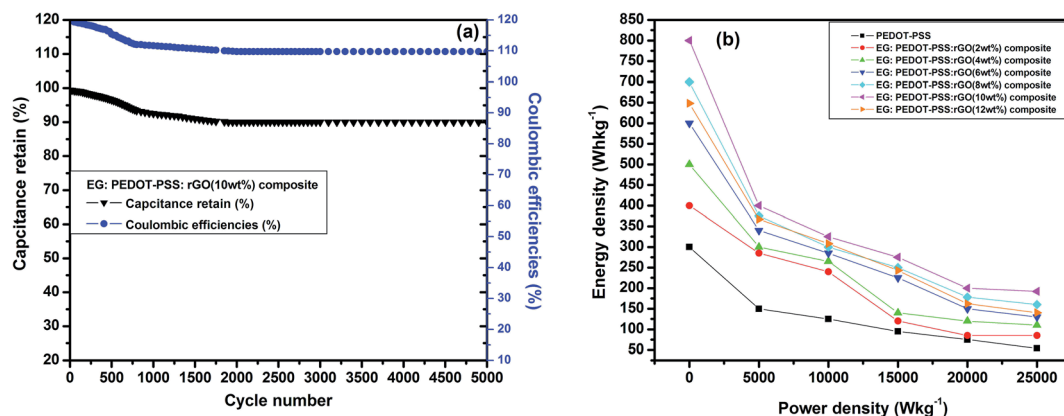 (a)
Capcitance retain (%)
120
110
100
90
80
70
60
50
40
30
20
EG: PEDOT-PSS: rGO(10wt%) composite
Capcitance retain (%)
Coulombic efficiencies (%)
0 500 1000 1500 2000 2500 3000 3500 4000 4500 5000
Cycle number
120
110
100
90
80
70
60
50
40
30
20
10
Coulombic efficiencies (%)
(b)
Energy density (Whkg-1)
850
800
750
700
650
600
550
500
450
400
350
300
250
200
150
100
50
PEDOT-PSS
EG: PEDOT-PSS:rGO(2wt%) composite
EG: PEDOT-PSS:rGO(4wt%) composite
EG: PEDOT-PSS:rGO(6wt%) composite
EG: PEDOT-PSS:rGO(8wt%) composite
EG: PEDOT-PSS:rGO(10wt%) composite
EG: PEDOT-PSS:rGO(12wt%) composite
0 5000 10000 15000 20000 25000
Power density (Wkg-1)